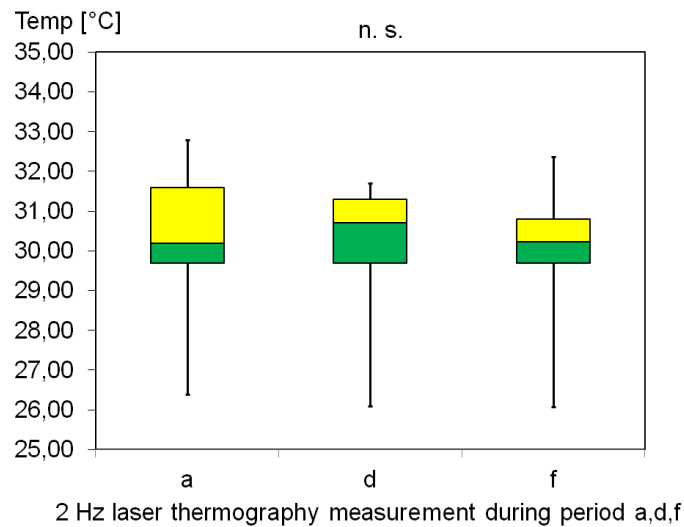 Temp [°C]
n. s.
35,00
34,00
33,00
32,00
31,00
30,00
29,00
28,00
27,00
26,00
25,00
a d f
2 Hz laser thermography measurement during period a,d,f